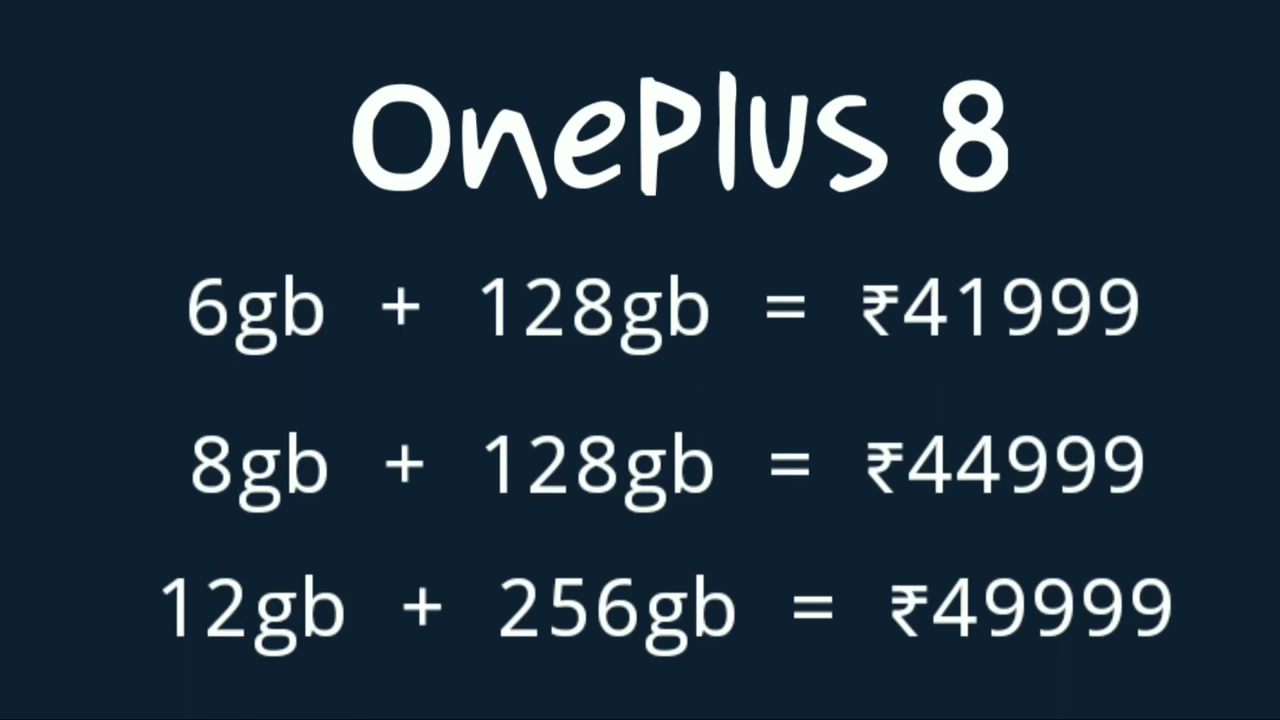 OnePlus 8
6gb + 128gb = ₹41999
8gb + 128gb = ₹44999
12gb + 256gb = ₹49999